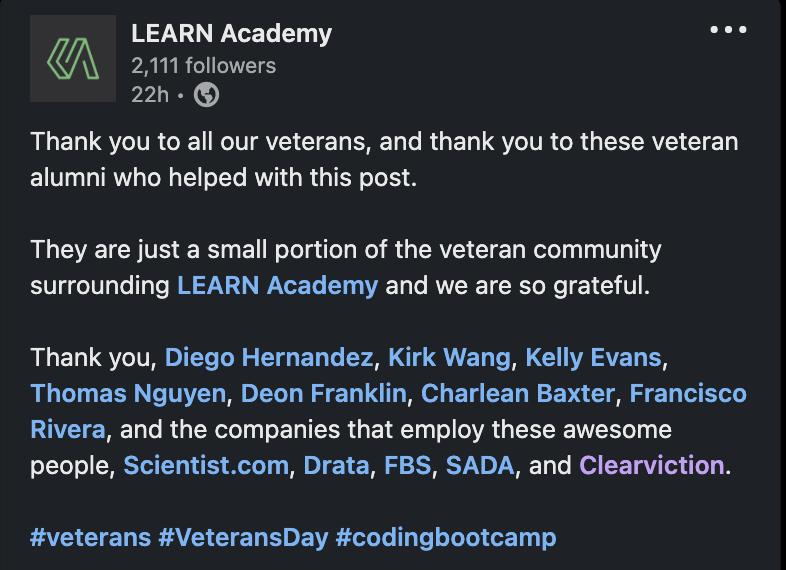 LEARN Academy
2,111 followers
22h •
Thank you to all our veterans, and thank you to these veteran
alumni who helped with this post.
They are just a small portion of the veteran community
surrounding LEARN Academy and we are so grateful.
Thank you, Diego Hernandez, Kirk Wang, Kelly Evans,
Thomas Nguyen, Deon Franklin, Charlean Baxter, Francisco
Rivera, and the companies that employ these awesome
people, Scientist.com, Drata, FBS, SADA, and Clearviction.
#veterans #VeteransDay #codingbootcamp